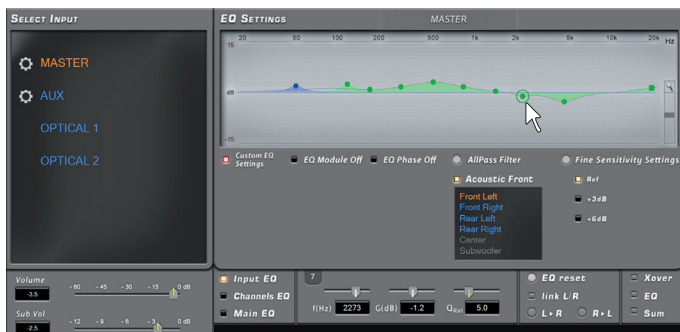 SELECT INPUT
MASTER
AUX
OPTICAL 1
OPTICAL 2
EQ SETTINGS MASTER
20 50 100 200 500 1k 2k 5k 10k 20k Hz
15
dB
-15
Custom EQ Settings
EQ Module Off
EQ Phase Off
AllPass Filter
Fine Sensitivity Settings
Acoustic Front
Front Left
Front Right
Rear Left
Rear Right
Center
Subwoofer
Ref
+3dB
+6dB
Volume
-3.5
-60 -45 -30 -15 0 dB
Sub Vol
-2.5
-12 -9 -6 -3 0 dB
Input EQ
Channels EQ
Main EQ
7
f(Hz) 2273 G(dB) -1.2 QRel 5.0
EQ reset
link L/R
L▸R R▸L
Xover
EQ
Sum